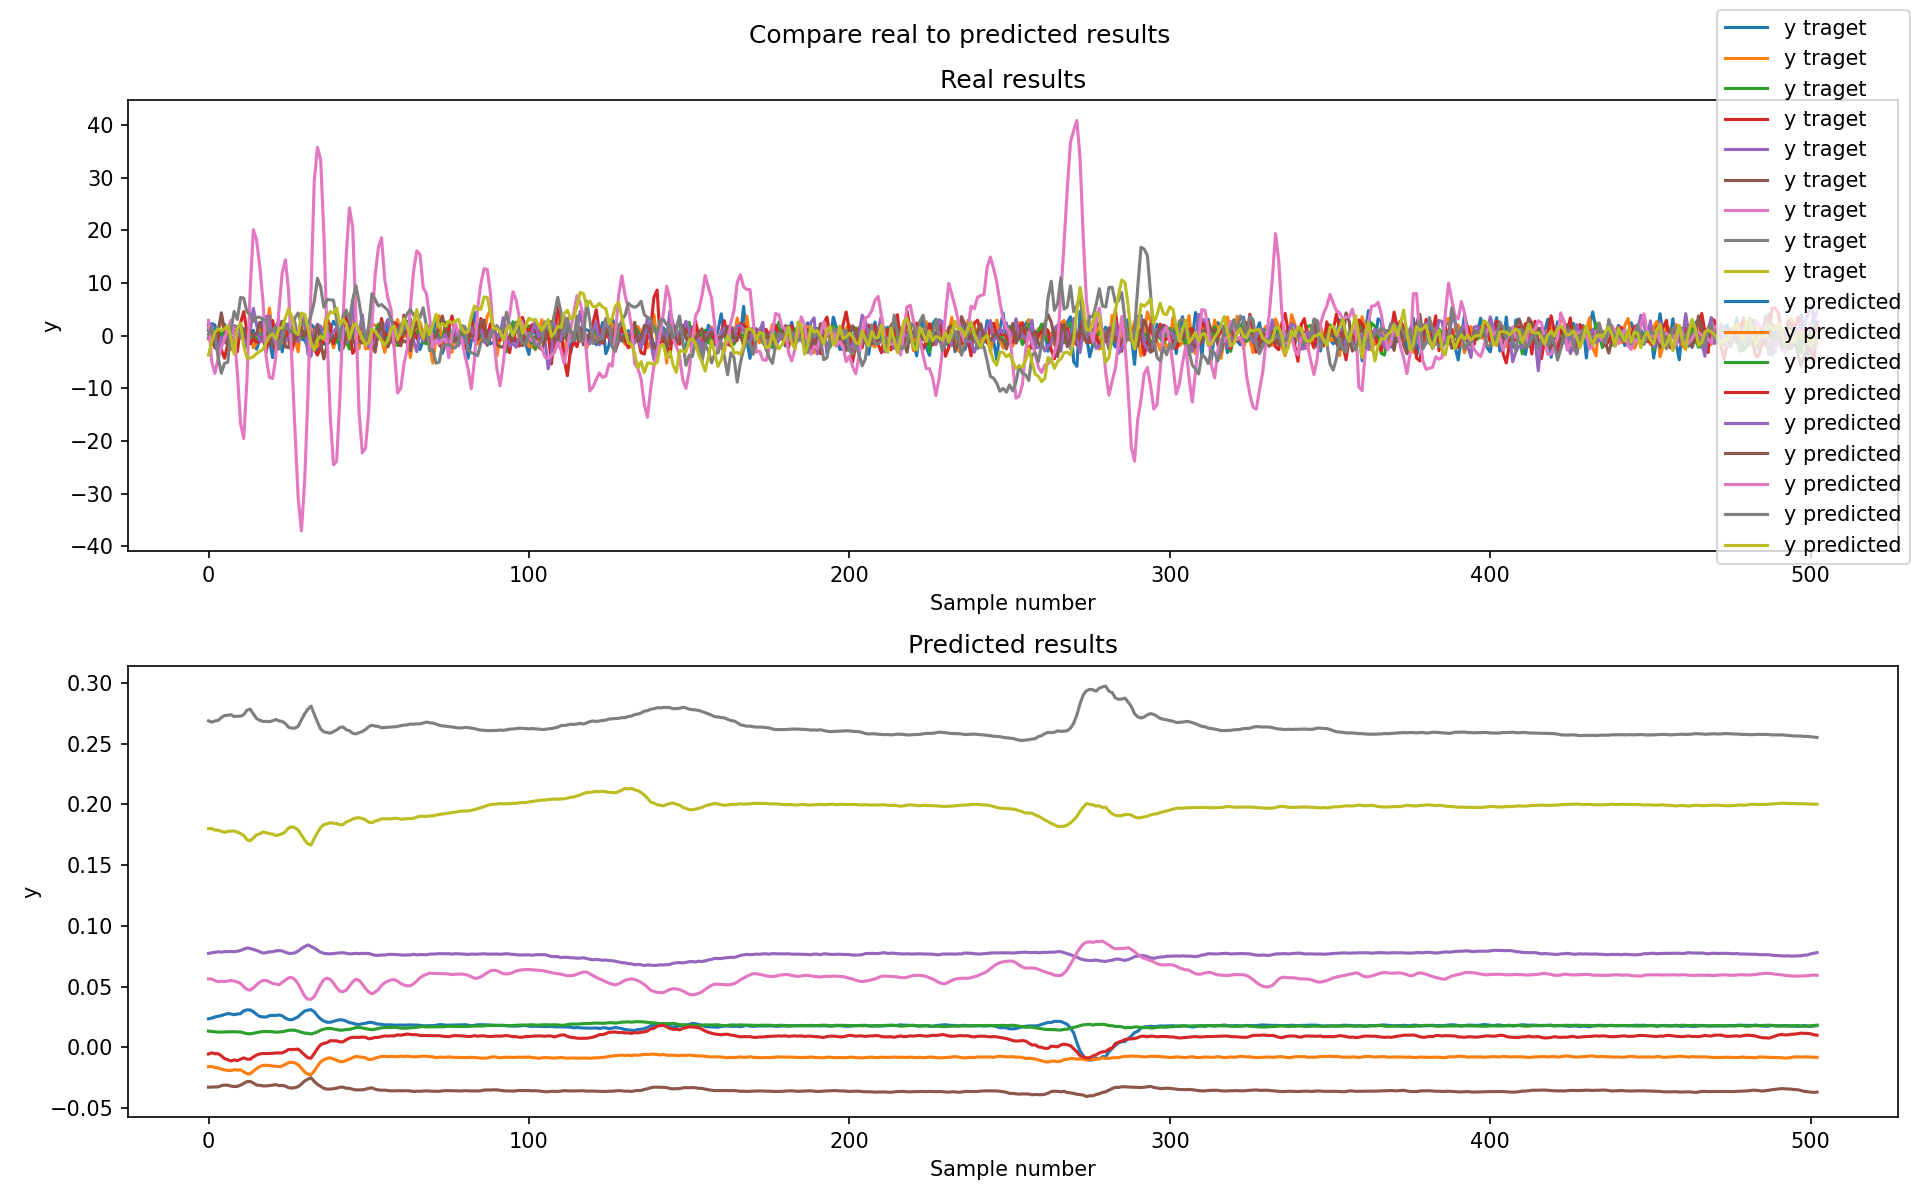 Compare real to predicted results
Real results
y traget
y traget
y traget
y traget
y traget
y traget
y traget
y traget
y traget
y predicted
y predicted
y predicted
y predicted
y predicted
y predicted
y predicted
y predicted
y predicted
40
30
20
10
0
−10
−20
−30
−40
y
0 100 200 300 400 500
Sample number
Predicted results
0.30
0.25
0.20
0.15
0.10
0.05
0.00
−0.05
y
0 100 200 300 400 500
Sample number